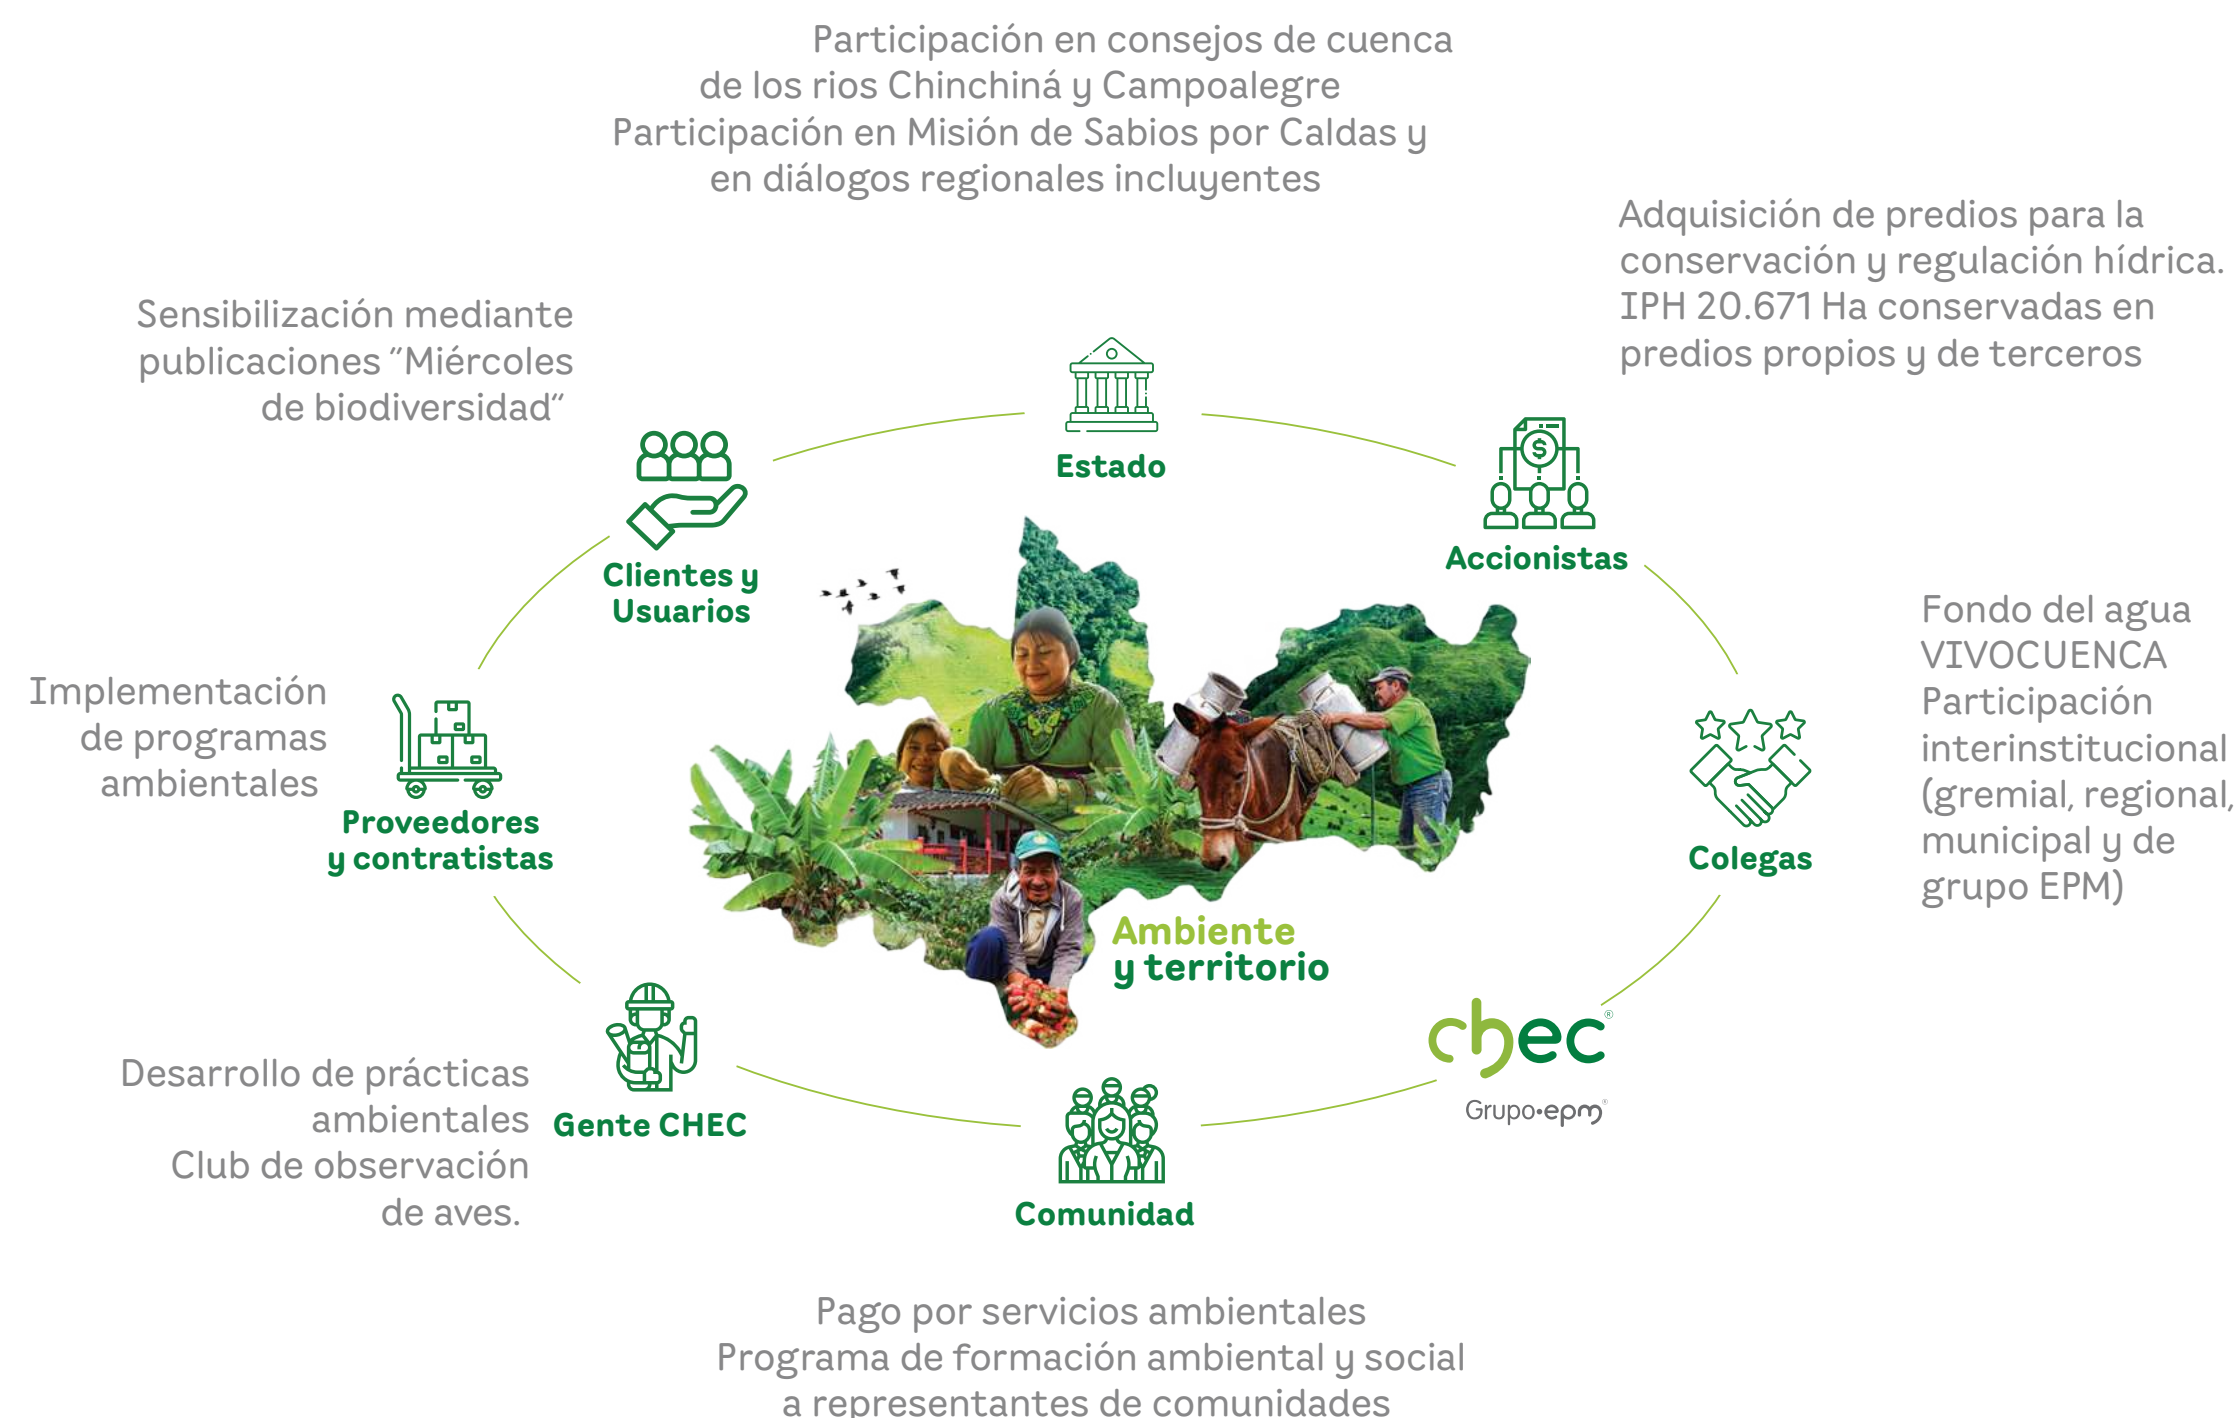 Participación en consejos de cuenca
de los rios Chinchiná y Campoalegre
Participación en Misión de Sabios por Caldas y
en diálogos regionales incluyentes
Estado
Adquisición de predios para la
conservación y regulación hídrica.
IPH 20.671 Ha conservadas en
predios propios y de terceros
Accionistas
Fondo del agua
VIVOCUENCA
Participación
interinstitucional
(gremial, regional,
municipal y de
grupo EPM)
Colegas
chec®
Grupo·epm®
Pago por servicios ambientales
Programa de formación ambiental y social
a representantes de comunidades
Comunidad
Desarrollo de prácticas
ambientales
Club de observación
de aves.
Gente CHEC
Implementación
de programas
ambientales
Proveedores
y contratistas
Sensibilización mediante
publicaciones “Miércoles
de biodiversidad“
Clientes y
Usuarios
Ambiente
y territorio